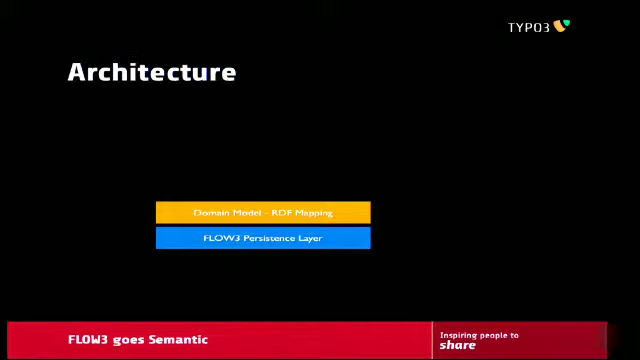 TYPO3
Architecture
Domain Model - RDF Mapping
FLOW3 Persistence Layer
FLOW3 goes Semantic
Inspiring people to
share